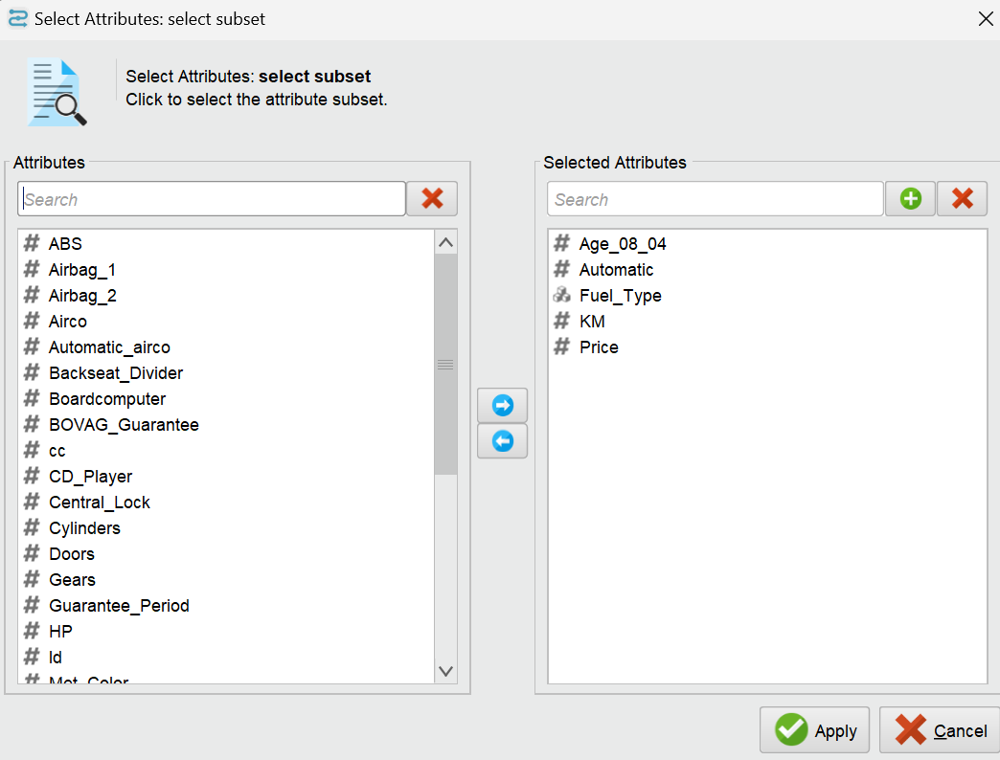 Select Attributes: select subset
Select Attributes: select subset
Click to select the attribute subset.
Attributes
Search
ABS
Airbag_1
Airbag_2
Airco
Automatic_airco
Backseat_Divider
Boardcomputer
BOVAG_Guarantee
cc
CD_Player
Central_Lock
Cylinders
Doors
Gears
Guarantee_Period
HP
Id
Met_Color
Selected Attributes
Search
Age_08_04
Automatic
Fuel_Type
KM
Price
Apply
Cancel